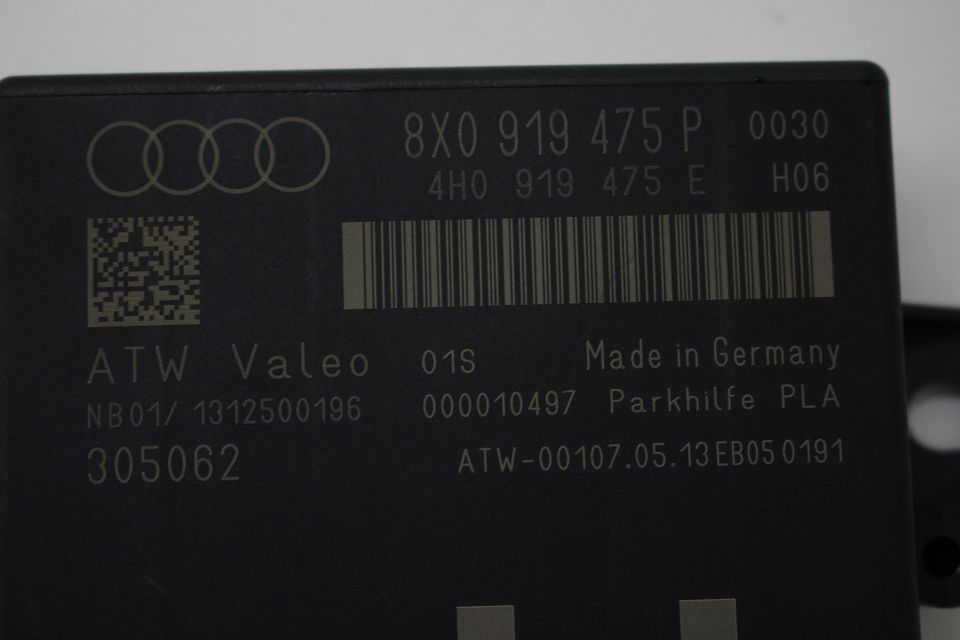 8X0 919 475 P 0030
4H0 919 475 E H06
ATW Valeo 01S Made in Germany
NB01/ 1312500196 000010497 Parkhilfe PLA
305062 ATW-00107.05.13EB050191